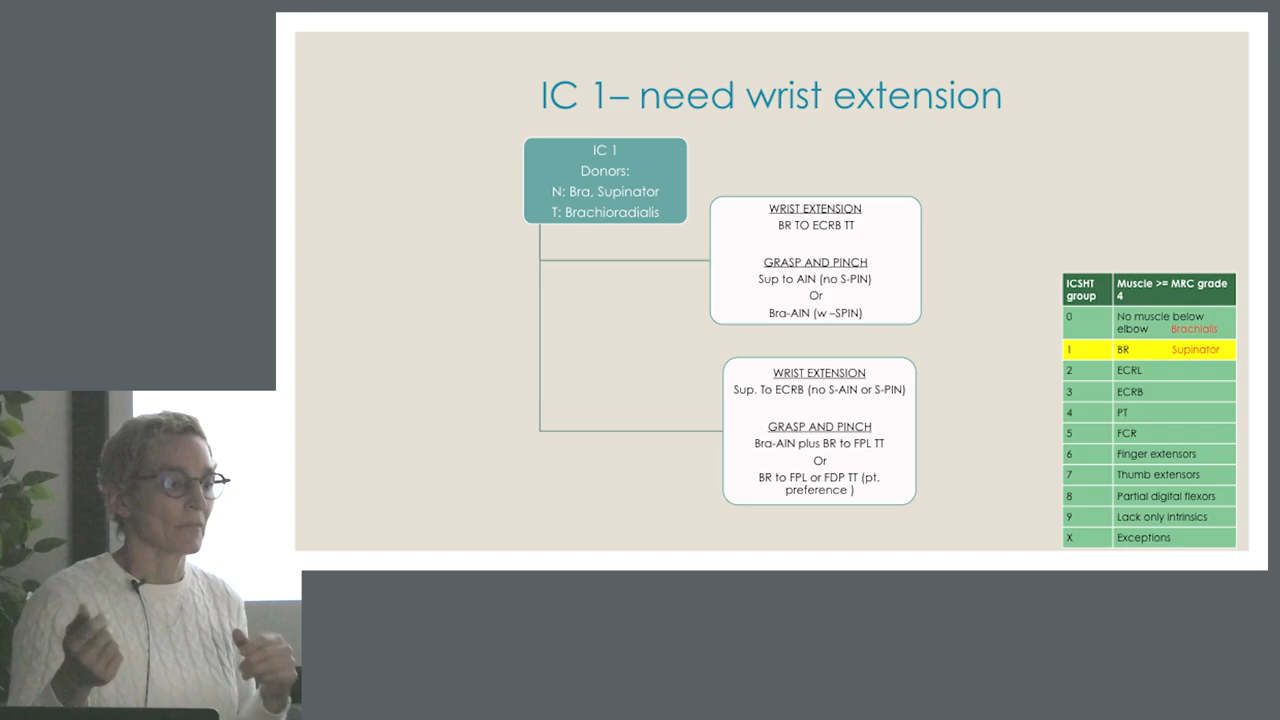 IC 1– need wrist extension
IC 1
Donors:
N: Bra, Supinator
T: Brachioradialis
WRIST EXTENSION
BR TO ECRB TT
GRASP AND PINCH
Sup to AIN (no S-PIN)
Or
Bra-AIN (w –SPIN)
WRIST EXTENSION
Sup. To ECRB (no S-AIN or S-PIN)
GRASP AND PINCH
Bra-AIN plus BR to FPL TT
Or
BR to FPL or FDP TT (pt.
preference )
ICSHT group Muscle >= MRC grade 4
0 No muscle below elbow Brachialis
1 BR Supinator
2 ECRL
3 ECRB
4 PT
5 FCR
6 Finger extensors
7 Thumb extensors
8 Partial digital flexors
9 Lack only intrinsics
X Exceptions